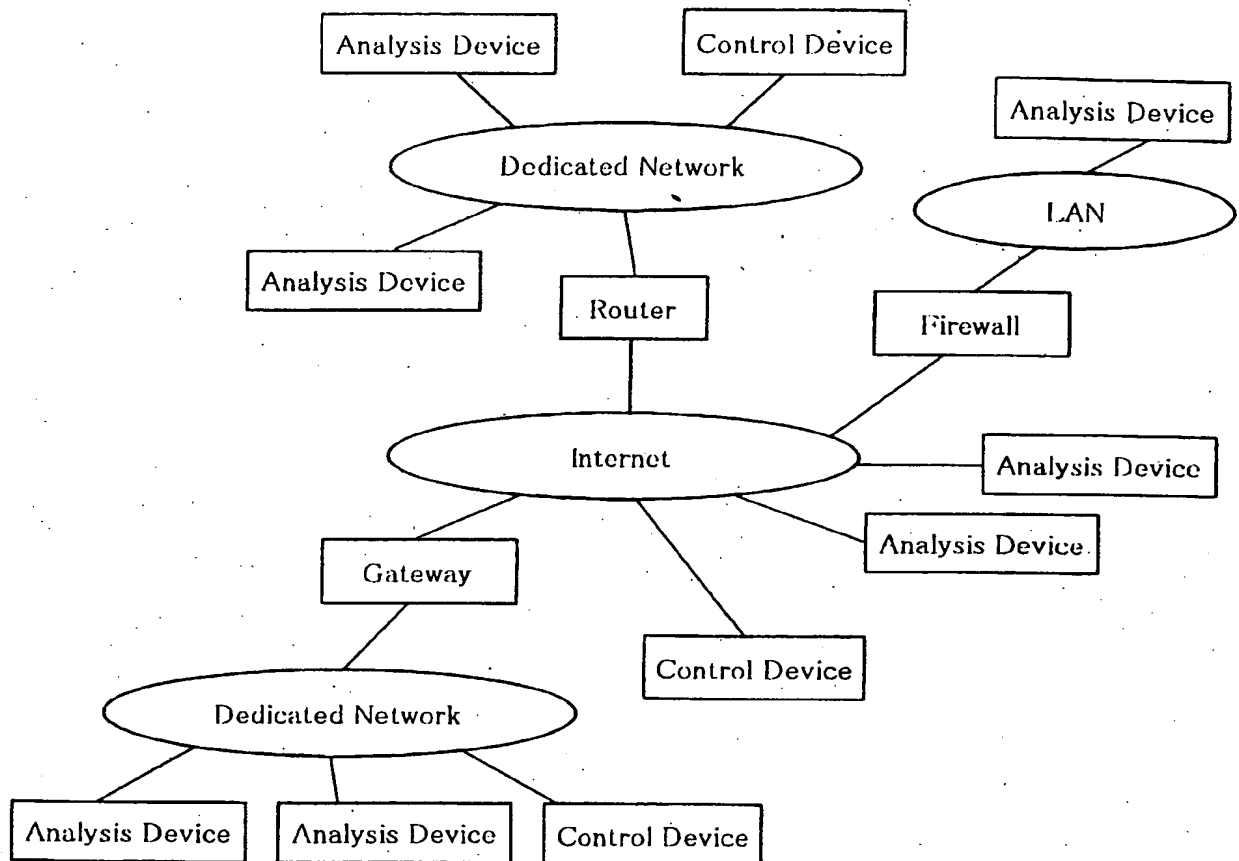 Analysis Device
Control Device
Analysis Device
Dedicated Network
LAN
Analysis Device
Router
Firewall
Internet
Analysis Device
Analysis Device
Gateway
Control Device
Dedicated Network
Analysis Device
Analysis Device
Control Device